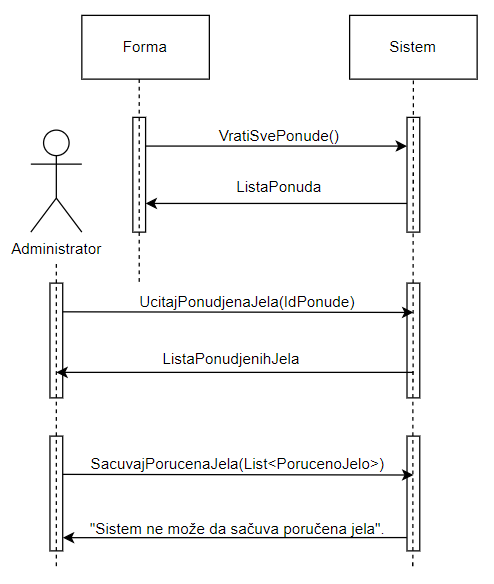 Forma
Sistem
VratiSvePonude()
ListaPonuda
Administrator
UcitajPonudjenaJela(IdPonude)
ListaPonudjenihJela
SacuvajPorucenaJela(List<PorucenoJelo>)
"Sistem ne može da sačuva poručena jela".